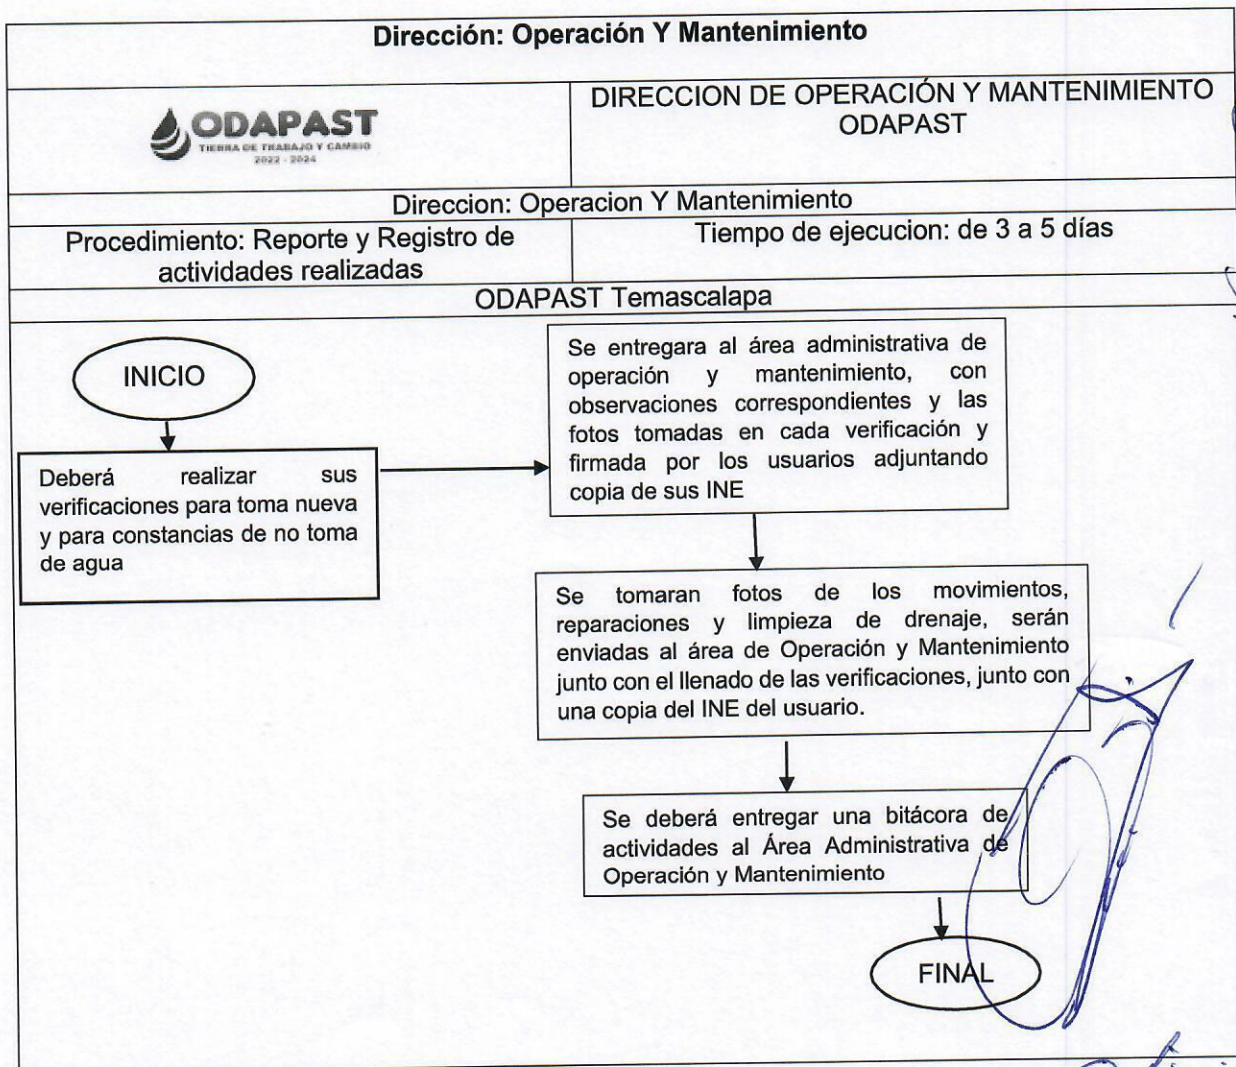 Dirección: Operación Y Mantenimiento
ODAPAST
TIERRA DE TRABAJO Y CAMBIO
2022 - 2024
DIRECCION DE OPERACIÓN Y MANTENIMIENTO
ODAPAST
Direccion: Operacion Y Mantenimiento
Procedimiento: Reporte y Registro de
actividades realizadas
Tiempo de ejecucion: de 3 a 5 días
ODAPAST Temascalapa
INICIO
Deberá realizar sus
verificaciones para toma nueva
y para constancias de no toma
de agua
Se entregara al área administrativa de
operación y mantenimiento, con
observaciones correspondientes y las
fotos tomadas en cada verificación y
firmada por los usuarios adjuntando
copia de sus INE
Se tomaran fotos de los movimientos,
reparaciones y limpieza de drenaje, serán
enviadas al área de Operación y Mantenimiento
junto con el llenado de las verificaciones, junto con
una copia del INE del usuario.
Se deberá entregar una bitácora de
actividades al Área Administrativa de
Operación y Mantenimiento
FINAL